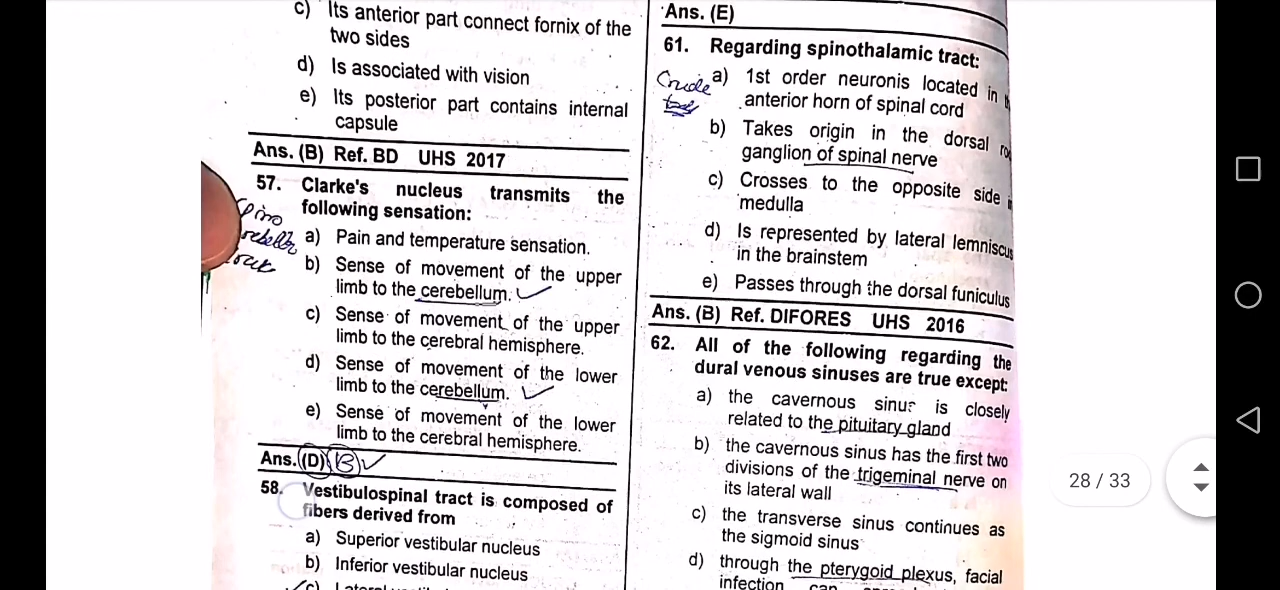 c) Its anterior part connect fornix of the
two sides
d) Is associated with vision
e) Its posterior part contains internal
capsule
Ans. (B) Ref. BD UHS 2017
57. Clarke's nucleus transmits the
following sensation:
a) Pain and temperature sensation.
b) Sense of movement of the upper
limb to the cerebellum.
c) Sense of movement of the upper
limb to the cerebral hemisphere.
d) Sense of movement of the lower
limb to the cerebellum.
e) Sense of movement of the lower
limb to the cerebral hemisphere.
Ans. (D) (B)
58. Vestibulospinal tract is composed of
fibers derived from
a) Superior vestibular nucleus
b) Inferior vestibular nucleus
c)
Ans. (E)
61. Regarding spinothalamic tract:
Crude
a) 1st order neuronis located in
anterior horn of spinal cord
b) Takes origin in the dorsal
ganglion of spinal nerve
c) Crosses to the opposite side
medulla
d) Is represented by lateral lemniscus
in the brainstem
e) Passes through the dorsal funiculus
Ans. (B) Ref. DIFORES UHS 2016
62. All of the following regarding the
dural venous sinuses are true except:
a) the cavernous sinus is closely
related to the pituitary gland
b) the cavernous sinus has the first two
divisions of the trigeminal nerve on
its lateral wall
c) the transverse sinus continues as
the sigmoid sinus
d) through the pterygoid plexus, facial
infection can
28 / 33